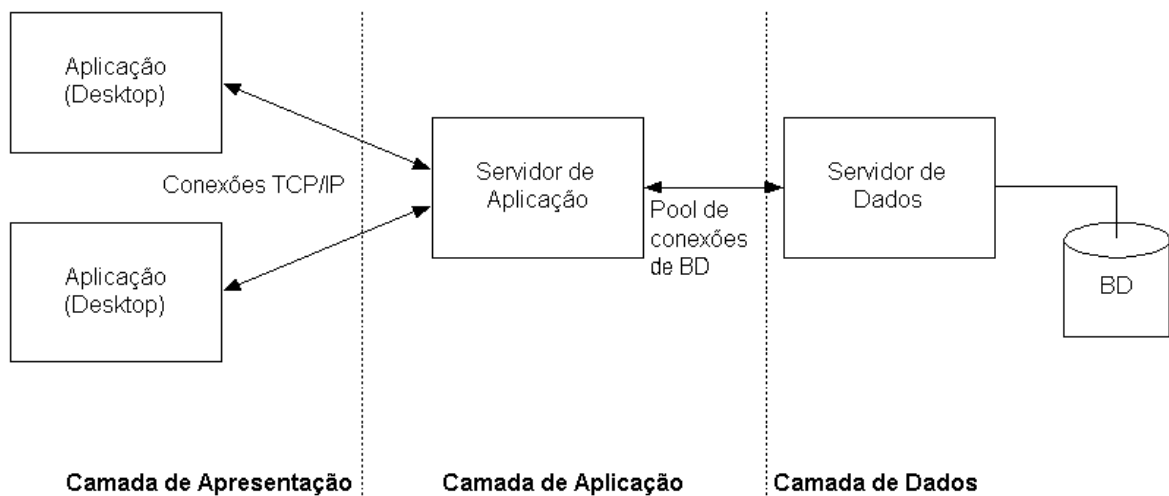 Aplicação
(Desktop)
Conexões TCP/IP
Aplicação
(Desktop)
Servidor de
Aplicação
Pool de
conexões
de BD
Servidor de
Dados
BD
Camada de Apresentação
Camada de Aplicação
Camada de Dados